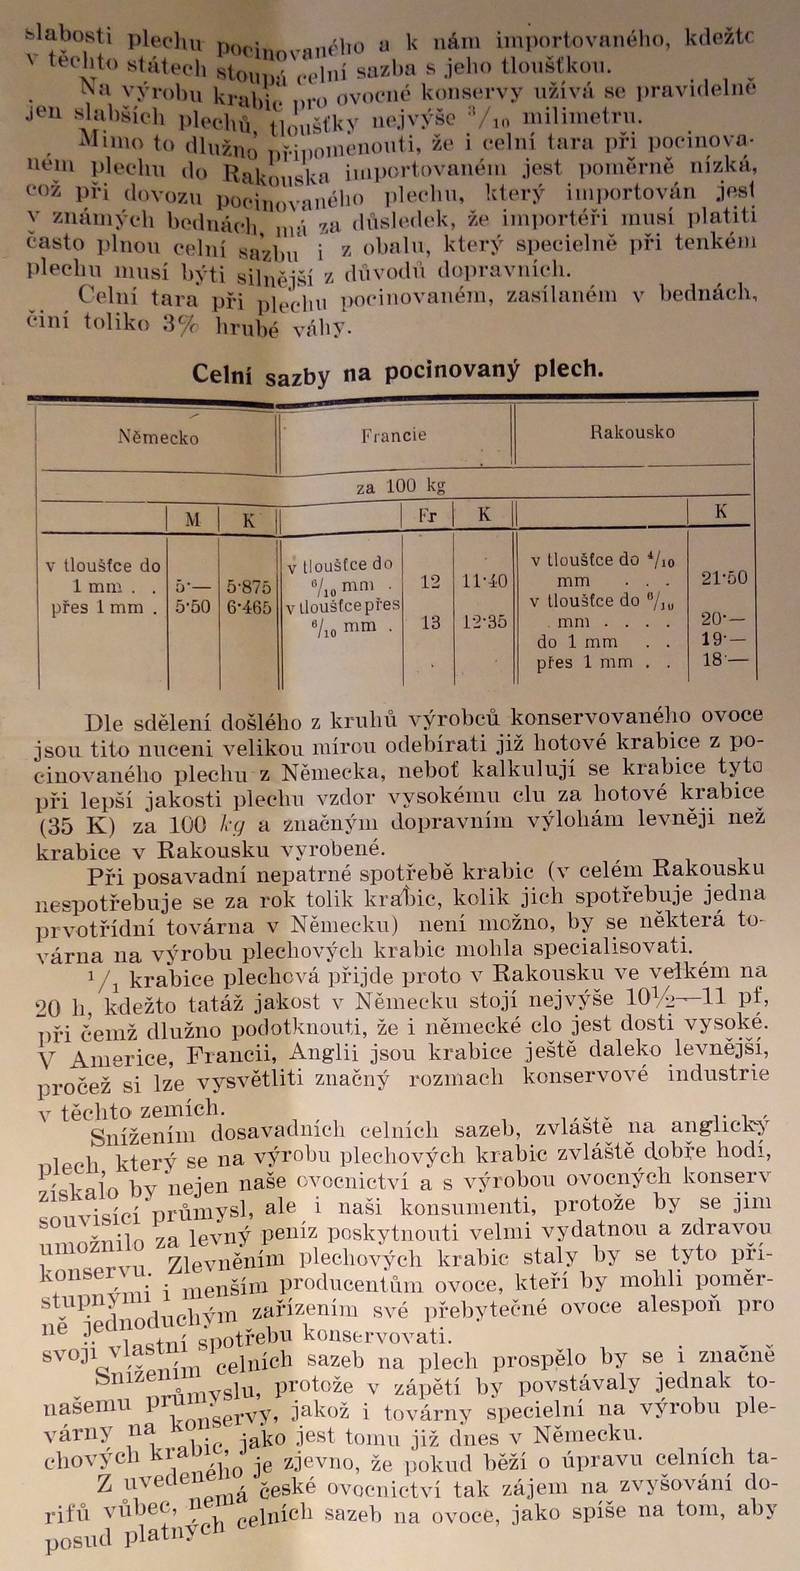 slabosti plechu pocinovaného a k nám importovaného, kdežto
v těchto státech stoupá celní sazba s jeho tloušťkou.
Na výrobu krabic pro ovocné konservy užívá se pravidelně
jen slabších plechů, tloušťky nejvýše 3/10 milimetru.
Mimo to dlužno připomenouti, že i celní tara při pocinova-
ném plechu do Rakouska importovaném jest poměrně nízká,
což při dovozu pocinovaného plechu, který importován jest
v známých bednách, má za důsledek, že importéři musí platiti
často plnou celní sazbu i z obalu, který specielně při tenkém
plechu musí býti silnější z důvodů dopravních.
Celní tara při plechu pocinovaném, zasílaném v bednách,
činí toliko 3% hrubé váhy.
Celní sazby na pocinovaný plech.
Německo Francie Rakousko
za 100 kg
M K Fr K K
v tloušťce do 1 mm . . 5·— 5·875
přes 1 mm . 5·50 6·465
v tloušťce do 6/10 mm . 12 11·40
v tloušťce přes 6/10 mm . 13 12·35
v tloušťce do 4/10 mm . . . 21·50
v tloušťce do 6/10 mm . . . . 20·—
do 1 mm . . 19·—
přes 1 mm . . 18·—
Dle sdělení došlého z kruhů výrobců konservovaného ovoce
jsou tito nuceni velikou mírou odebírati již hotové krabice z po-
cinovaného plechu z Německa, neboť kalkulují se krabice tyto
při lepší jakosti plechu vzdor vysokému clu za hotové krabice
(35 K) za 100 kg a značným dopravním výlohám levněji než
krabice v Rakousku vyrobené.
Při posavadní nepatrné spotřebě krabic (v celém Rakousku
nespotřebuje se za rok tolik krabic, kolik jich spotřebuje jedna
prvotřídní továrna v Německu) není možno, by se některá to-
várna na výrobu plechových krabic mohla specialisovati.
1/1 krabice plechová přijde proto v Rakousku ve velkém na
20 h, kdežto tatáž jakost v Německu stojí nejvýše 10½—11 pf,
při čemž dlužno podotknouti, že i německé clo jest dosti vysoké.
V Americe, Francii, Anglii jsou krabice ještě daleko levnější,
pročež si lze vysvětliti značný rozmach konservové industrie
v těchto zemích.
Snížením dosavadních celních sazeb, zvláště na anglický
plech, který se na výrobu plechových krabic zvláště dobře hodí,
získalo by nejen naše ovocnictví a s výrobou ovocných konserv
souvisící průmysl, ale i naši konsumenti, protože by se jim
umožnilo za levný peníz poskytnouti velmi vydatnou a zdravou
konservu. Zlevněním plechových krabic staly by se tyto pří-
stupnými i menším producentům ovoce, kteří by mohli poměr-
ně jednoduchým zařízením své přebytečné ovoce alespoň pro
svoji vlastní spotřebu konservovati.
Snížením celních sazeb na plech prospělo by se i značně
našemu průmyslu, protože v zápětí by povstávaly jednak to-
várny na konservy, jakož i továrny specielní na výrobu ple-
chových krabic, jako jest tomu již dnes v Německu.
Z uvedeného je zjevno, že pokud běží o úpravu celních ta-
rifů vůbec, nemá české ovocnictví tak zájem na zvyšování do-
posud platných celních sazeb na ovoce, jako spíše na tom, aby